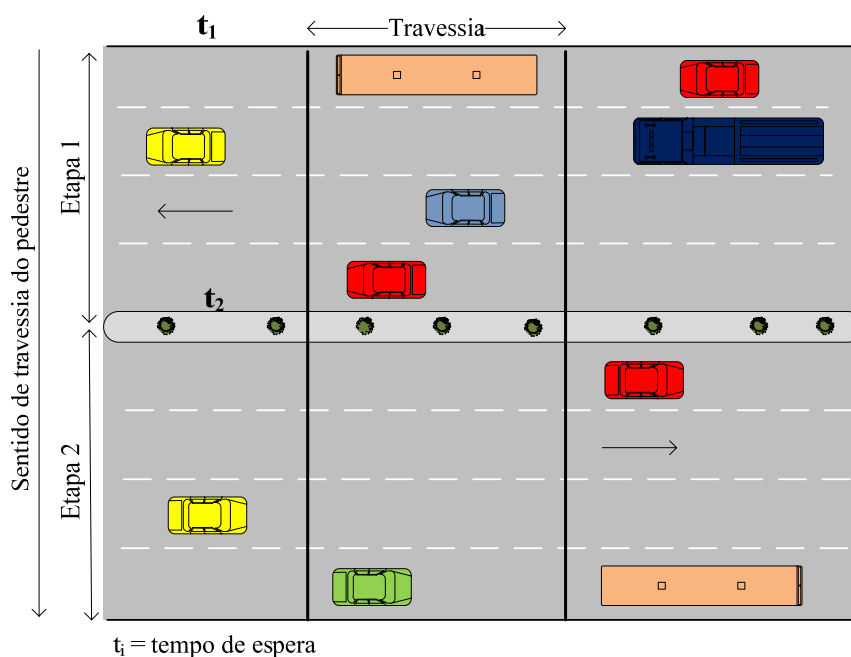 t1
Travessia
Sentido de travessia do pedestre
Etapa 1
t2
Etapa 2
ti = tempo de espera